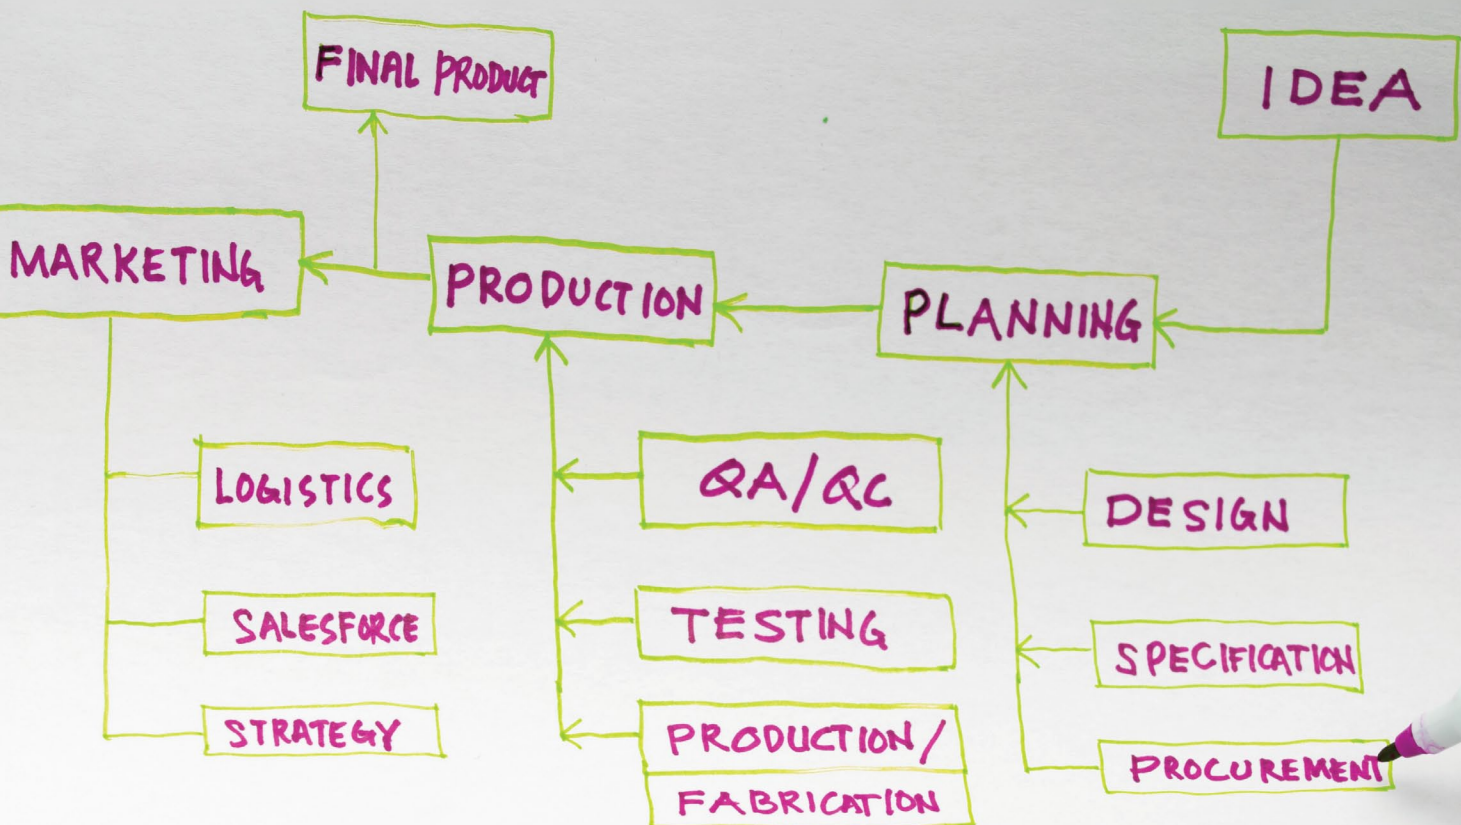 FINAL PRODUCT
IDEA
MARKETING
PRODUCTION
PLANNING
LOGISTICS
QA/QC
DESIGN
SALESFORCE
TESTING
SPECIFICATION
STRATEGY
PRODUCTION/
FABRICATION
PROCUREMENT